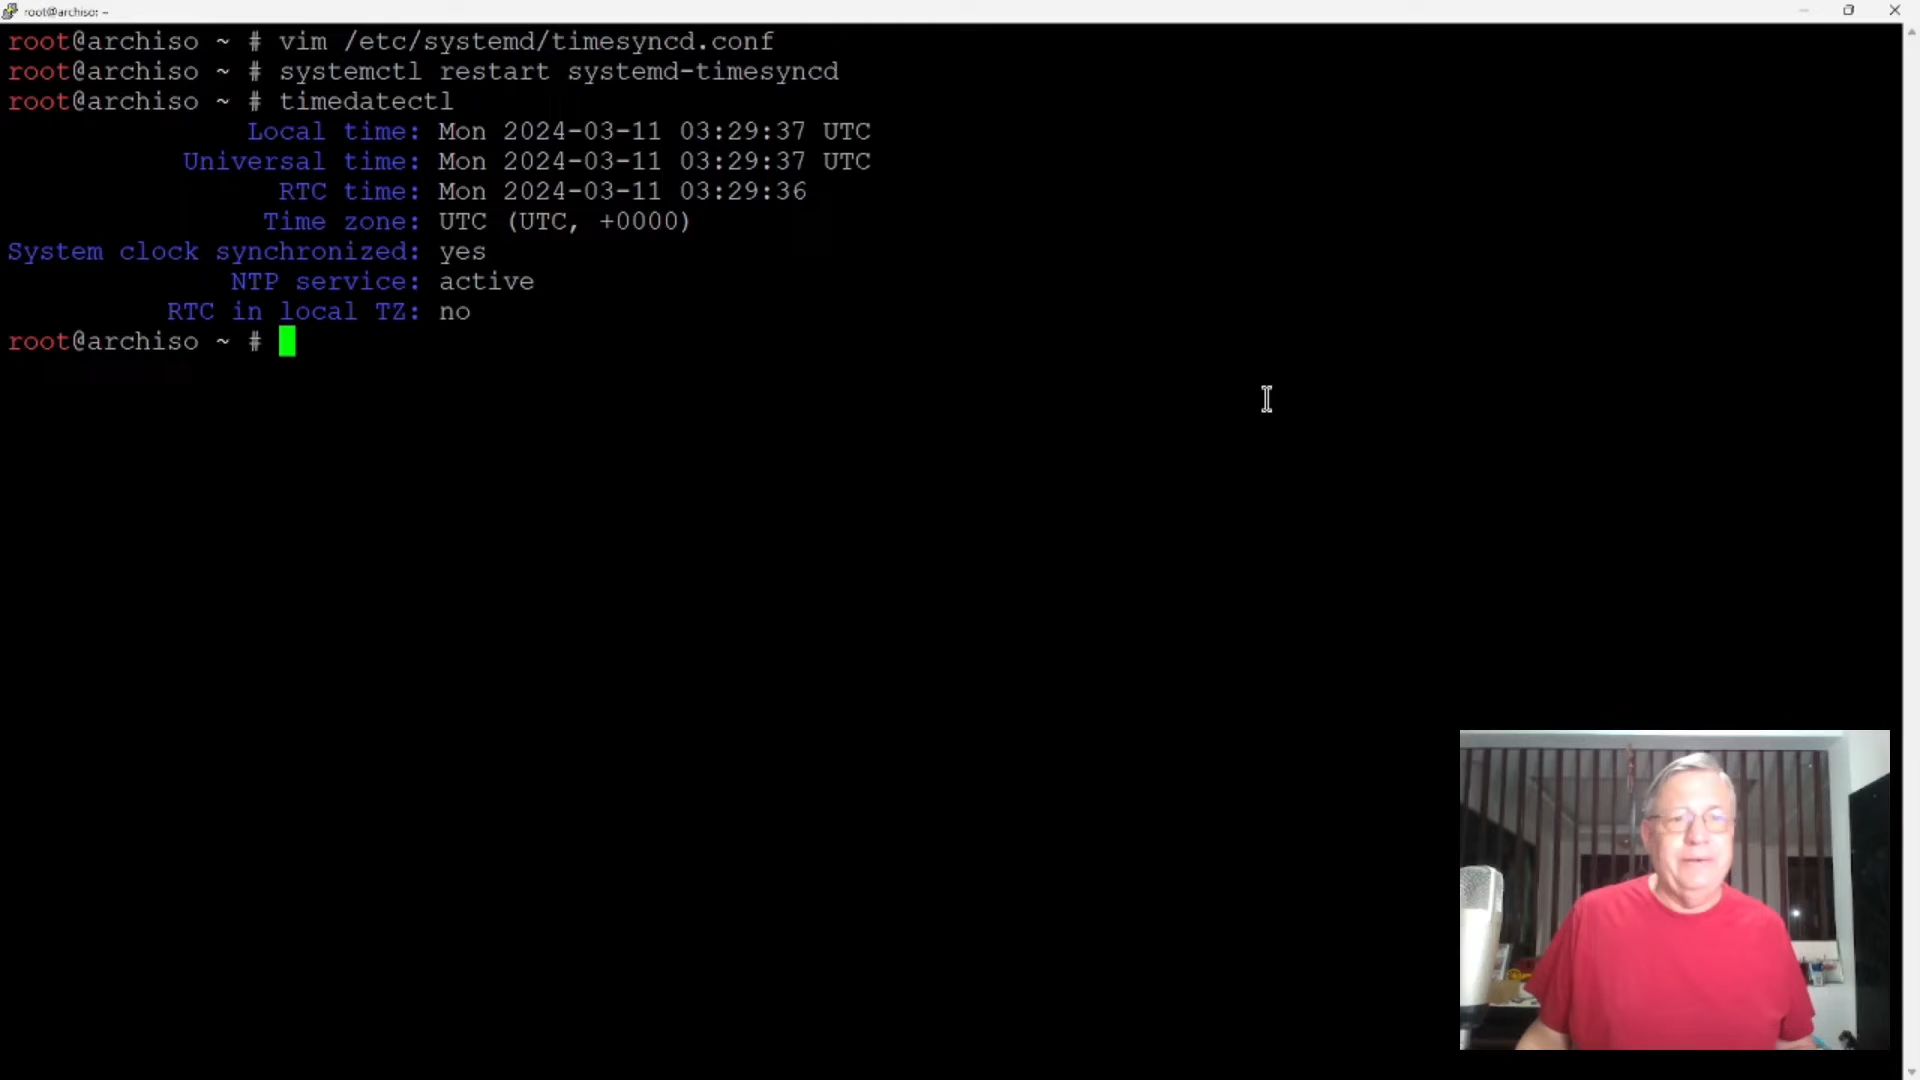 root@archiso: ~
root@archiso ~ # vim /etc/systemd/timesyncd.conf
root@archiso ~ # systemctl restart systemd-timesyncd
root@archiso ~ # timedatectl
Local time: Mon 2024-03-11 03:29:37 UTC
Universal time: Mon 2024-03-11 03:29:37 UTC
RTC time: Mon 2024-03-11 03:29:36
Time zone: UTC (UTC, +0000)
System clock synchronized: yes
NTP service: active
RTC in local TZ: no
root@archiso ~ #